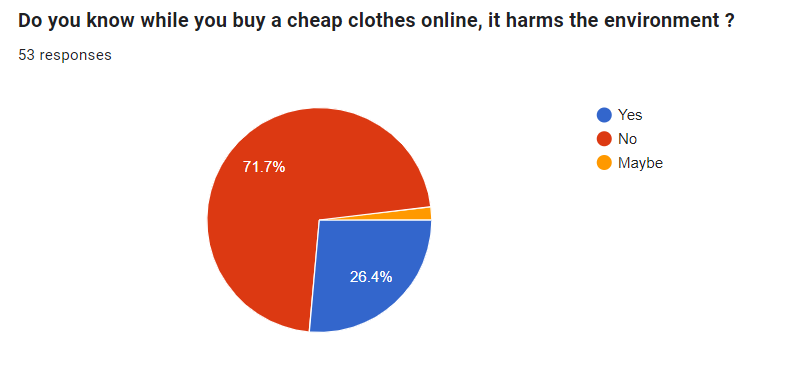 Do you know while you buy a cheap clothes online, it harms the environment ?
53 responses
Yes
No
Maybe
71.7%
26.4%